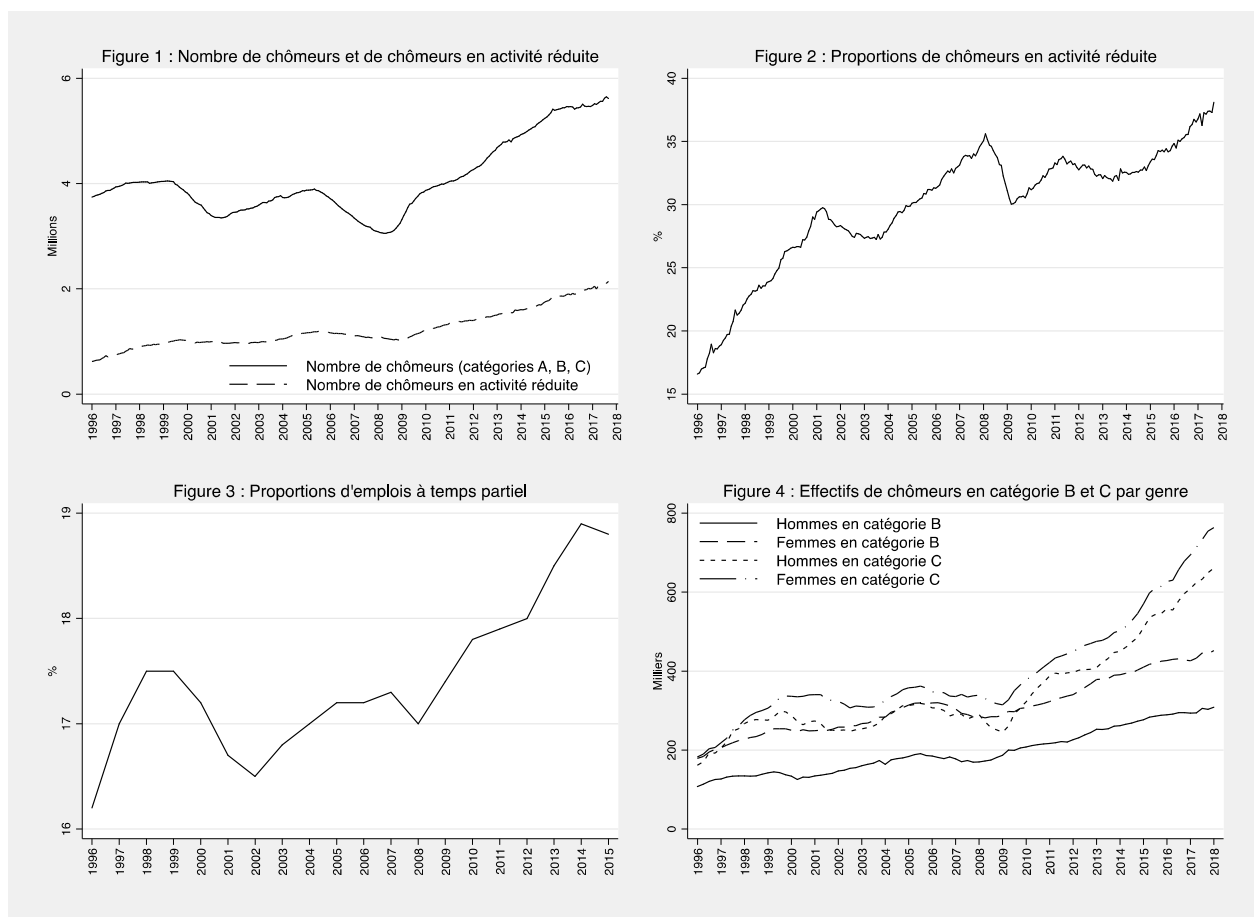 Figure 1 : Nombre de chômeurs et de chômeurs en activité réduite
6
4
2
0
Millions
Nombre de chômeurs (catégories A, B, C)
Nombre de chômeurs en activité réduite
1996 1997 1998 1999 2000 2001 2002 2003 2004 2005 2006 2007 2008 2009 2010 2011 2012 2013 2014 2015 2016 2017 2018
Figure 2 : Proportions de chômeurs en activité réduite
40
35
30
25
20
15
%
1996 1997 1998 1999 2000 2001 2002 2003 2004 2005 2006 2007 2008 2009 2010 2011 2012 2013 2014 2015 2016 2017 2018
Figure 3 : Proportions d'emplois à temps partiel
19
18
17
16
%
1996 1997 1998 1999 2000 2001 2002 2003 2004 2005 2006 2007 2008 2009 2010 2011 2012 2013 2014 2015
Figure 4 : Effectifs de chômeurs en catégorie B et C par genre
800
600
400
200
0
Milliers
Hommes en catégorie B
Femmes en catégorie B
Hommes en catégorie C
Femmes en catégorie C
1996 1997 1998 1999 2000 2001 2002 2003 2004 2005 2006 2007 2008 2009 2010 2011 2012 2013 2014 2015 2016 2017 2018